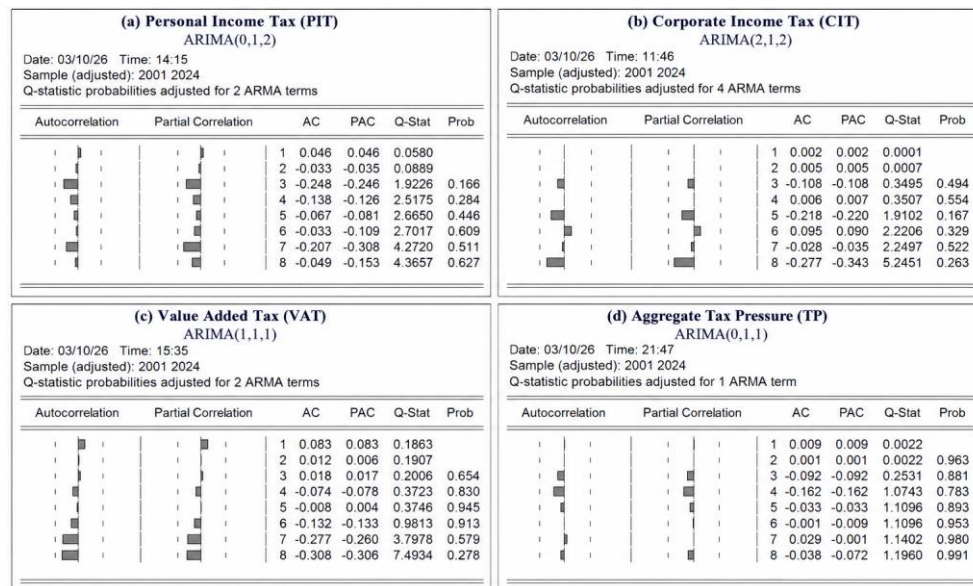 (a) Personal Income Tax (PIT)
ARIMA(0,1,2)
Date: 03/10/26 Time: 14:15
Sample (adjusted): 2001 2024
Q-statistic probabilities adjusted for 2 ARMA terms
Autocorrelation Partial Correlation AC PAC Q-Stat Prob
1 0.046 0.046 0.0580
2 -0.033 -0.035 0.0889
3 -0.248 -0.246 1.9226 0.166
4 -0.138 -0.126 2.5175 0.284
5 -0.067 -0.081 2.6650 0.446
6 -0.033 -0.109 2.7017 0.609
7 -0.207 -0.308 4.2720 0.511
8 -0.049 -0.153 4.3657 0.627
(b) Corporate Income Tax (CIT)
ARIMA(2,1,2)
Date: 03/10/26 Time: 11:46
Sample (adjusted): 2001 2024
Q-statistic probabilities adjusted for 4 ARMA terms
Autocorrelation Partial Correlation AC PAC Q-Stat Prob
1 0.002 0.002 0.0001
2 0.005 0.005 0.0007
3 -0.108 -0.108 0.3495 0.494
4 0.006 0.007 0.3507 0.554
5 -0.218 -0.220 1.9102 0.167
6 0.095 0.090 2.2206 0.329
7 -0.028 -0.035 2.2497 0.522
8 -0.277 -0.343 5.2451 0.263
(c) Value Added Tax (VAT)
ARIMA(1,1,1)
Date: 03/10/26 Time: 15:35
Sample (adjusted): 2001 2024
Q-statistic probabilities adjusted for 2 ARMA terms
Autocorrelation Partial Correlation AC PAC Q-Stat Prob
1 0.083 0.083 0.1863
2 0.012 0.006 0.1907
3 0.018 0.017 0.2006 0.654
4 -0.074 -0.078 0.3723 0.830
5 -0.008 0.004 0.3746 0.945
6 -0.132 -0.133 0.9813 0.913
7 -0.277 -0.260 3.7978 0.579
8 -0.308 -0.306 7.4934 0.278
(d) Aggregate Tax Pressure (TP)
ARIMA(0,1,1)
Date: 03/10/26 Time: 21:47
Sample (adjusted): 2001 2024
Q-statistic probabilities adjusted for 1 ARMA term
Autocorrelation Partial Correlation AC PAC Q-Stat Prob
1 0.009 0.009 0.0022
2 0.001 0.001 0.0022 0.963
3 -0.092 -0.092 0.2531 0.881
4 -0.162 -0.162 1.0743 0.783
5 -0.033 -0.033 1.1096 0.893
6 -0.001 -0.009 1.1096 0.953
7 0.029 -0.001 1.1402 0.980
8 -0.038 -0.072 1.1960 0.991